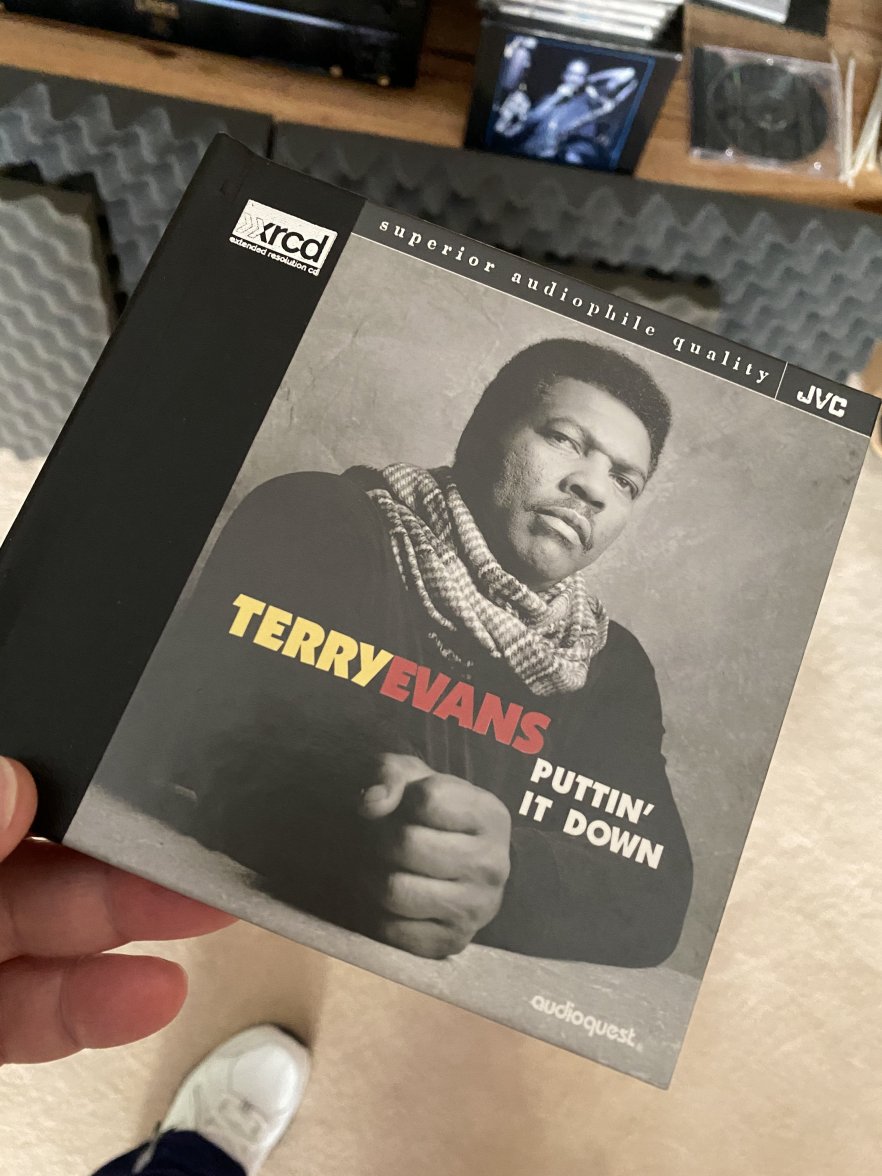 xrcd
extended resolution cd
superior audiophile quality
JVC
TERRYEVANS
PUTTIN'
IT DOWN
audioquest